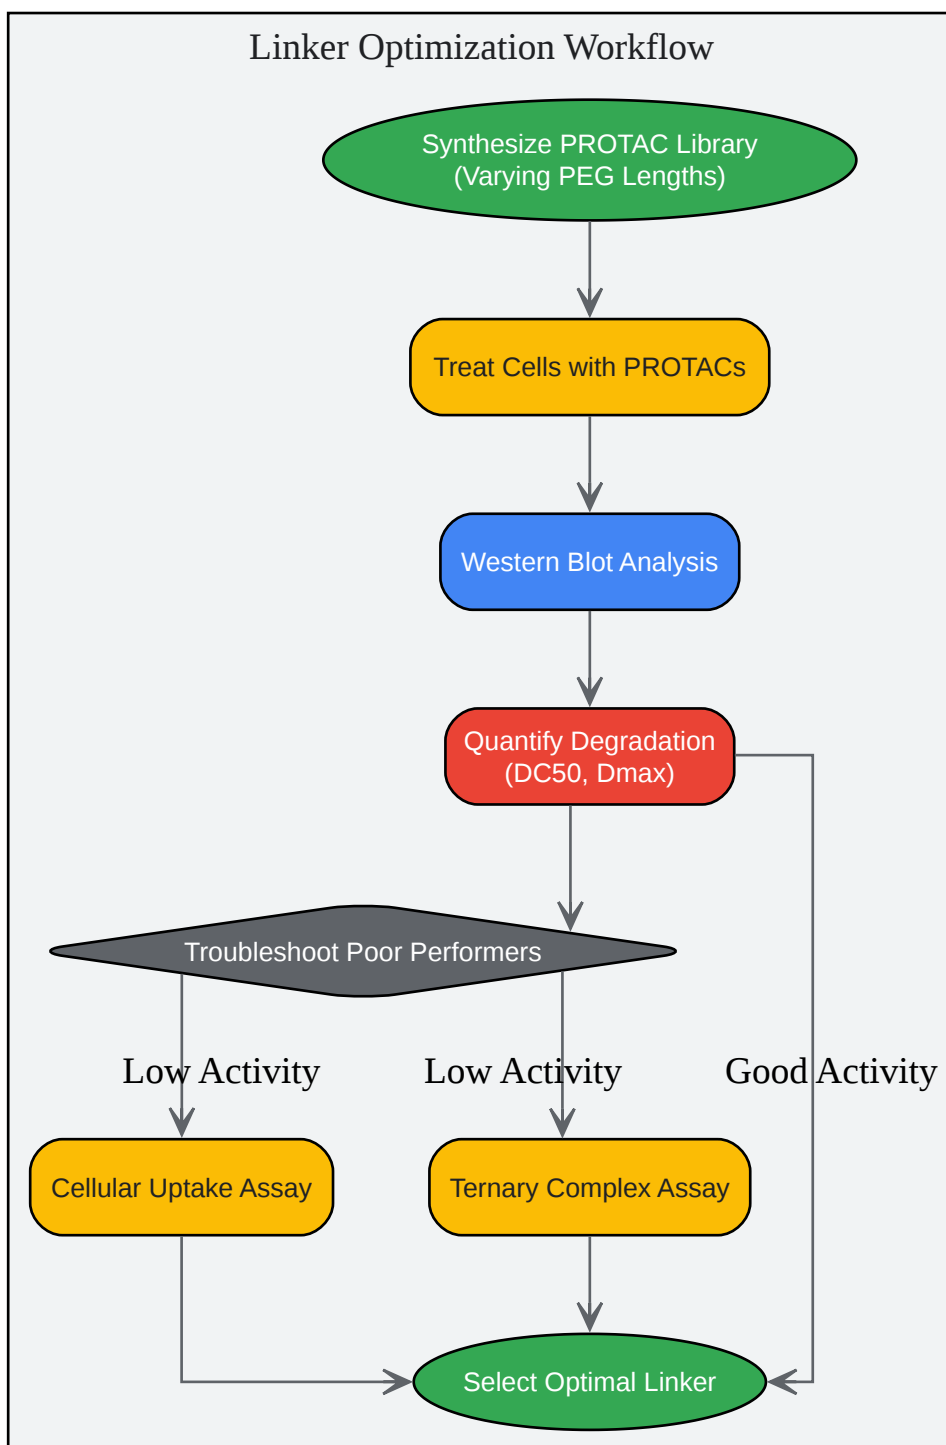 Linker Optimization Workflow
Synthesize PROTAC Library
(Varying PEG Lengths)
Treat Cells with PROTACs
Western Blot Analysis
Quantify Degradation
(DC50, Dmax)
Troubleshoot Poor Performers
Low Activity
Low Activity
Good Activity
Cellular Uptake Assay
Ternary Complex Assay
Select Optimal Linker